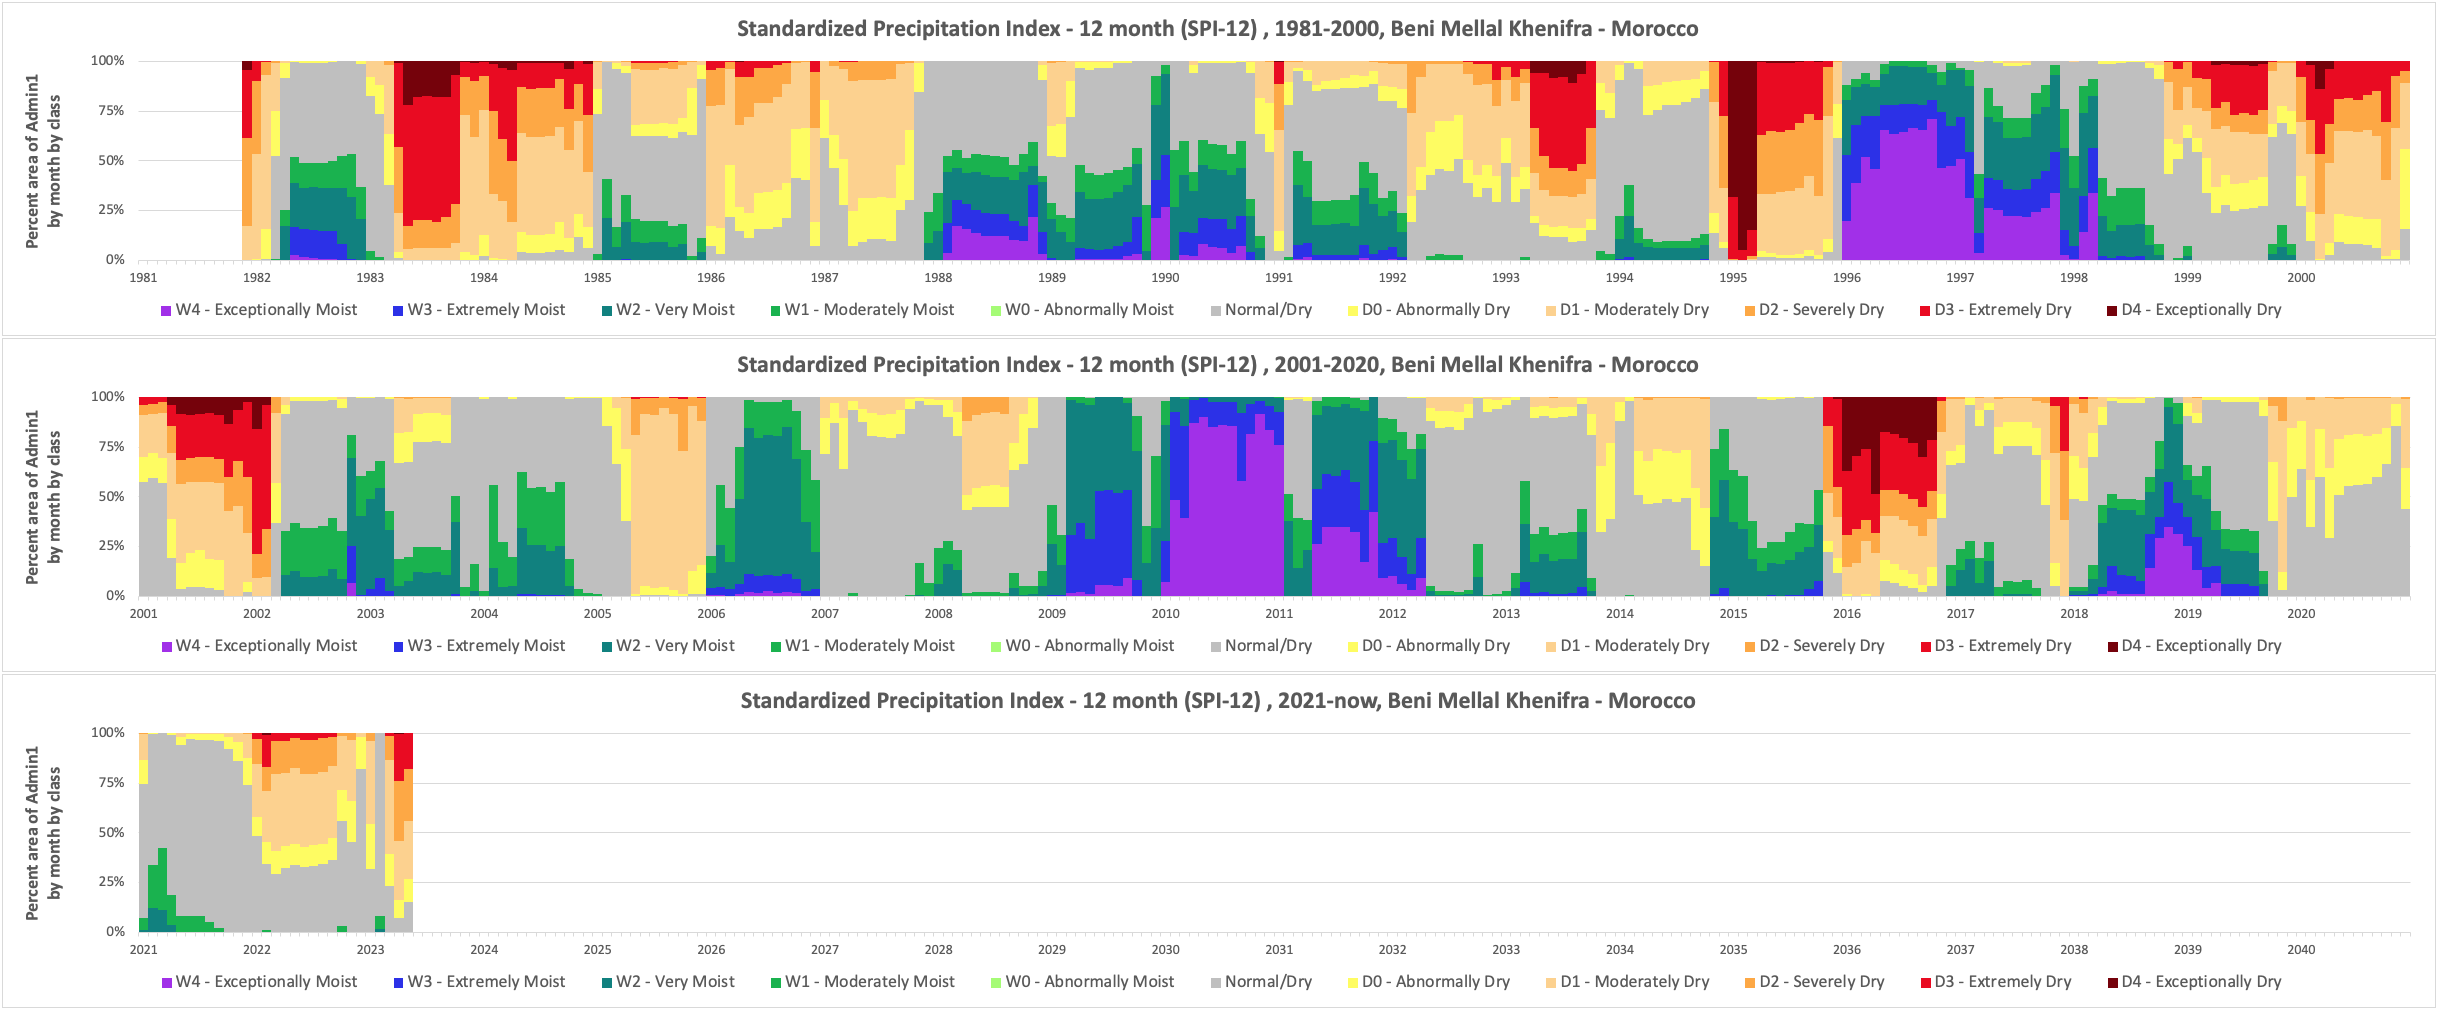 Standardized Precipitation Index - 12 month (SPI-12) , 1981-2000, Beni Mellal Khenifra - Morocco
Percent area of Admin1
by month by class
100%
75%
50%
25%
0%
1981 1982 1983 1984 1985 1986 1987 1988 1989 1990 1991 1992 1993 1994 1995 1996 1997 1998 1999 2000
W4 - Exceptionally Moist W3 - Extremely Moist W2 - Very Moist W1 - Moderately Moist W0 - Abnormally Moist Normal/Dry D0 - Abnormally Dry D1 - Moderately Dry D2 - Severely Dry D3 - Extremely Dry D4 - Exceptionally Dry
Standardized Precipitation Index - 12 month (SPI-12) , 2001-2020, Beni Mellal Khenifra - Morocco
Percent area of Admin1
by month by class
100%
75%
50%
25%
0%
2001 2002 2003 2004 2005 2006 2007 2008 2009 2010 2011 2012 2013 2014 2015 2016 2017 2018 2019 2020
W4 - Exceptionally Moist W3 - Extremely Moist W2 - Very Moist W1 - Moderately Moist W0 - Abnormally Moist Normal/Dry D0 - Abnormally Dry D1 - Moderately Dry D2 - Severely Dry D3 - Extremely Dry D4 - Exceptionally Dry
Standardized Precipitation Index - 12 month (SPI-12) , 2021-now, Beni Mellal Khenifra - Morocco
Percent area of Admin1
by month by class
100%
75%
50%
25%
0%
2021 2022 2023 2024 2025 2026 2027 2028 2029 2030 2031 2032 2033 2034 2035 2036 2037 2038 2039 2040
W4 - Exceptionally Moist W3 - Extremely Moist W2 - Very Moist W1 - Moderately Moist W0 - Abnormally Moist Normal/Dry D0 - Abnormally Dry D1 - Moderately Dry D2 - Severely Dry D3 - Extremely Dry D4 - Exceptionally Dry